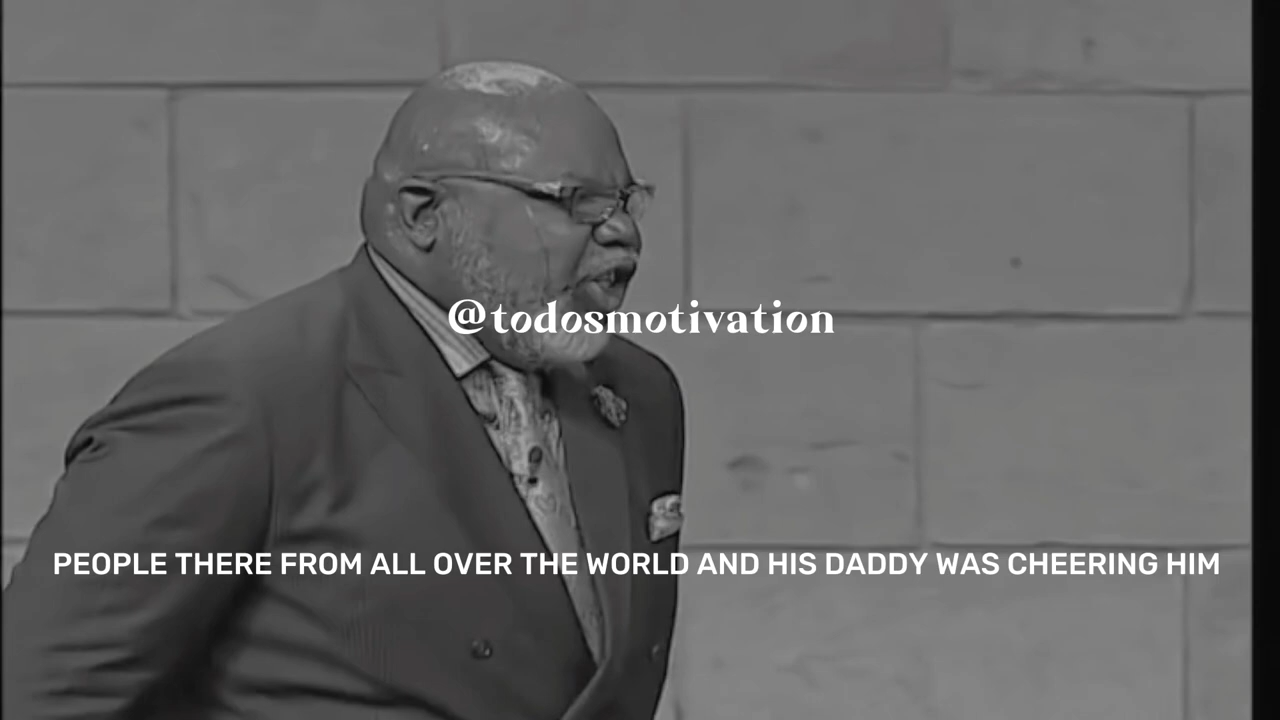 @todosmotivation
PEOPLE THERE FROM ALL OVER THE WORLD AND HIS DADDY WAS CHEERING HIM